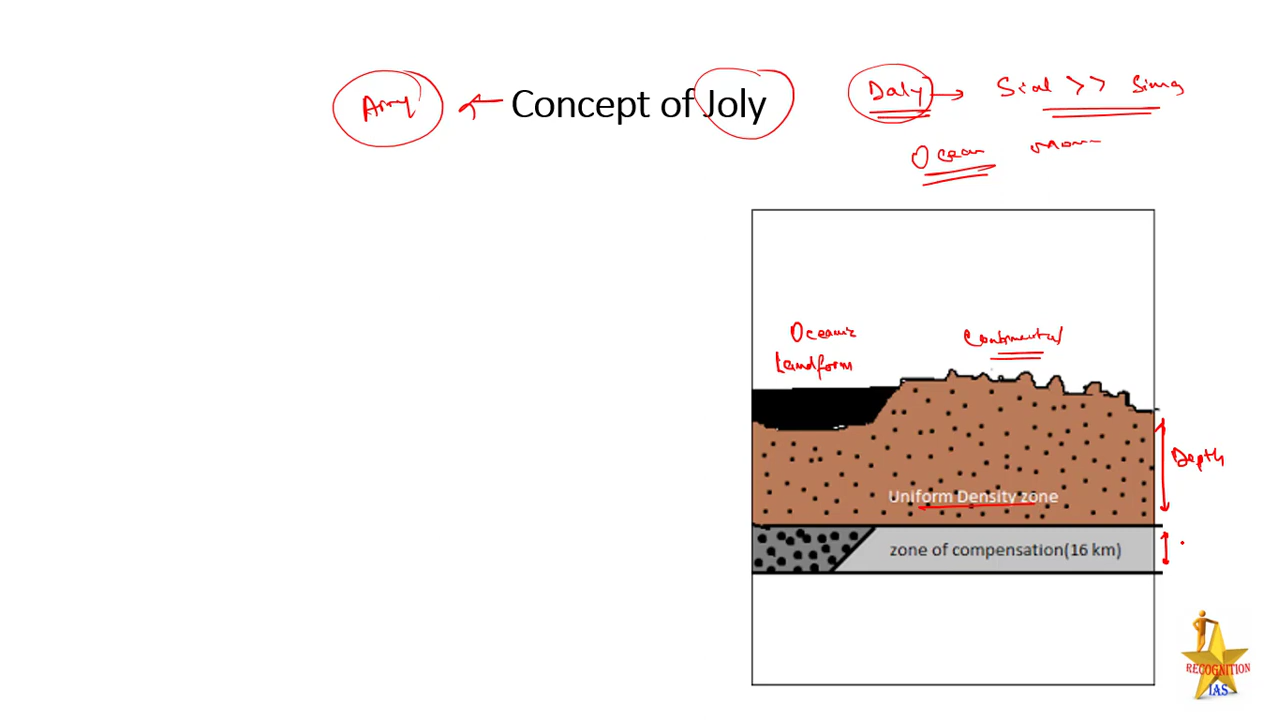 Concept of Joly
Daly → Sial >> Sima
Ocean
Oceanic
Landform
Continental
Depth
Uniform Density zone
zone of compensation(16 km)
RECOGNITION
IAS